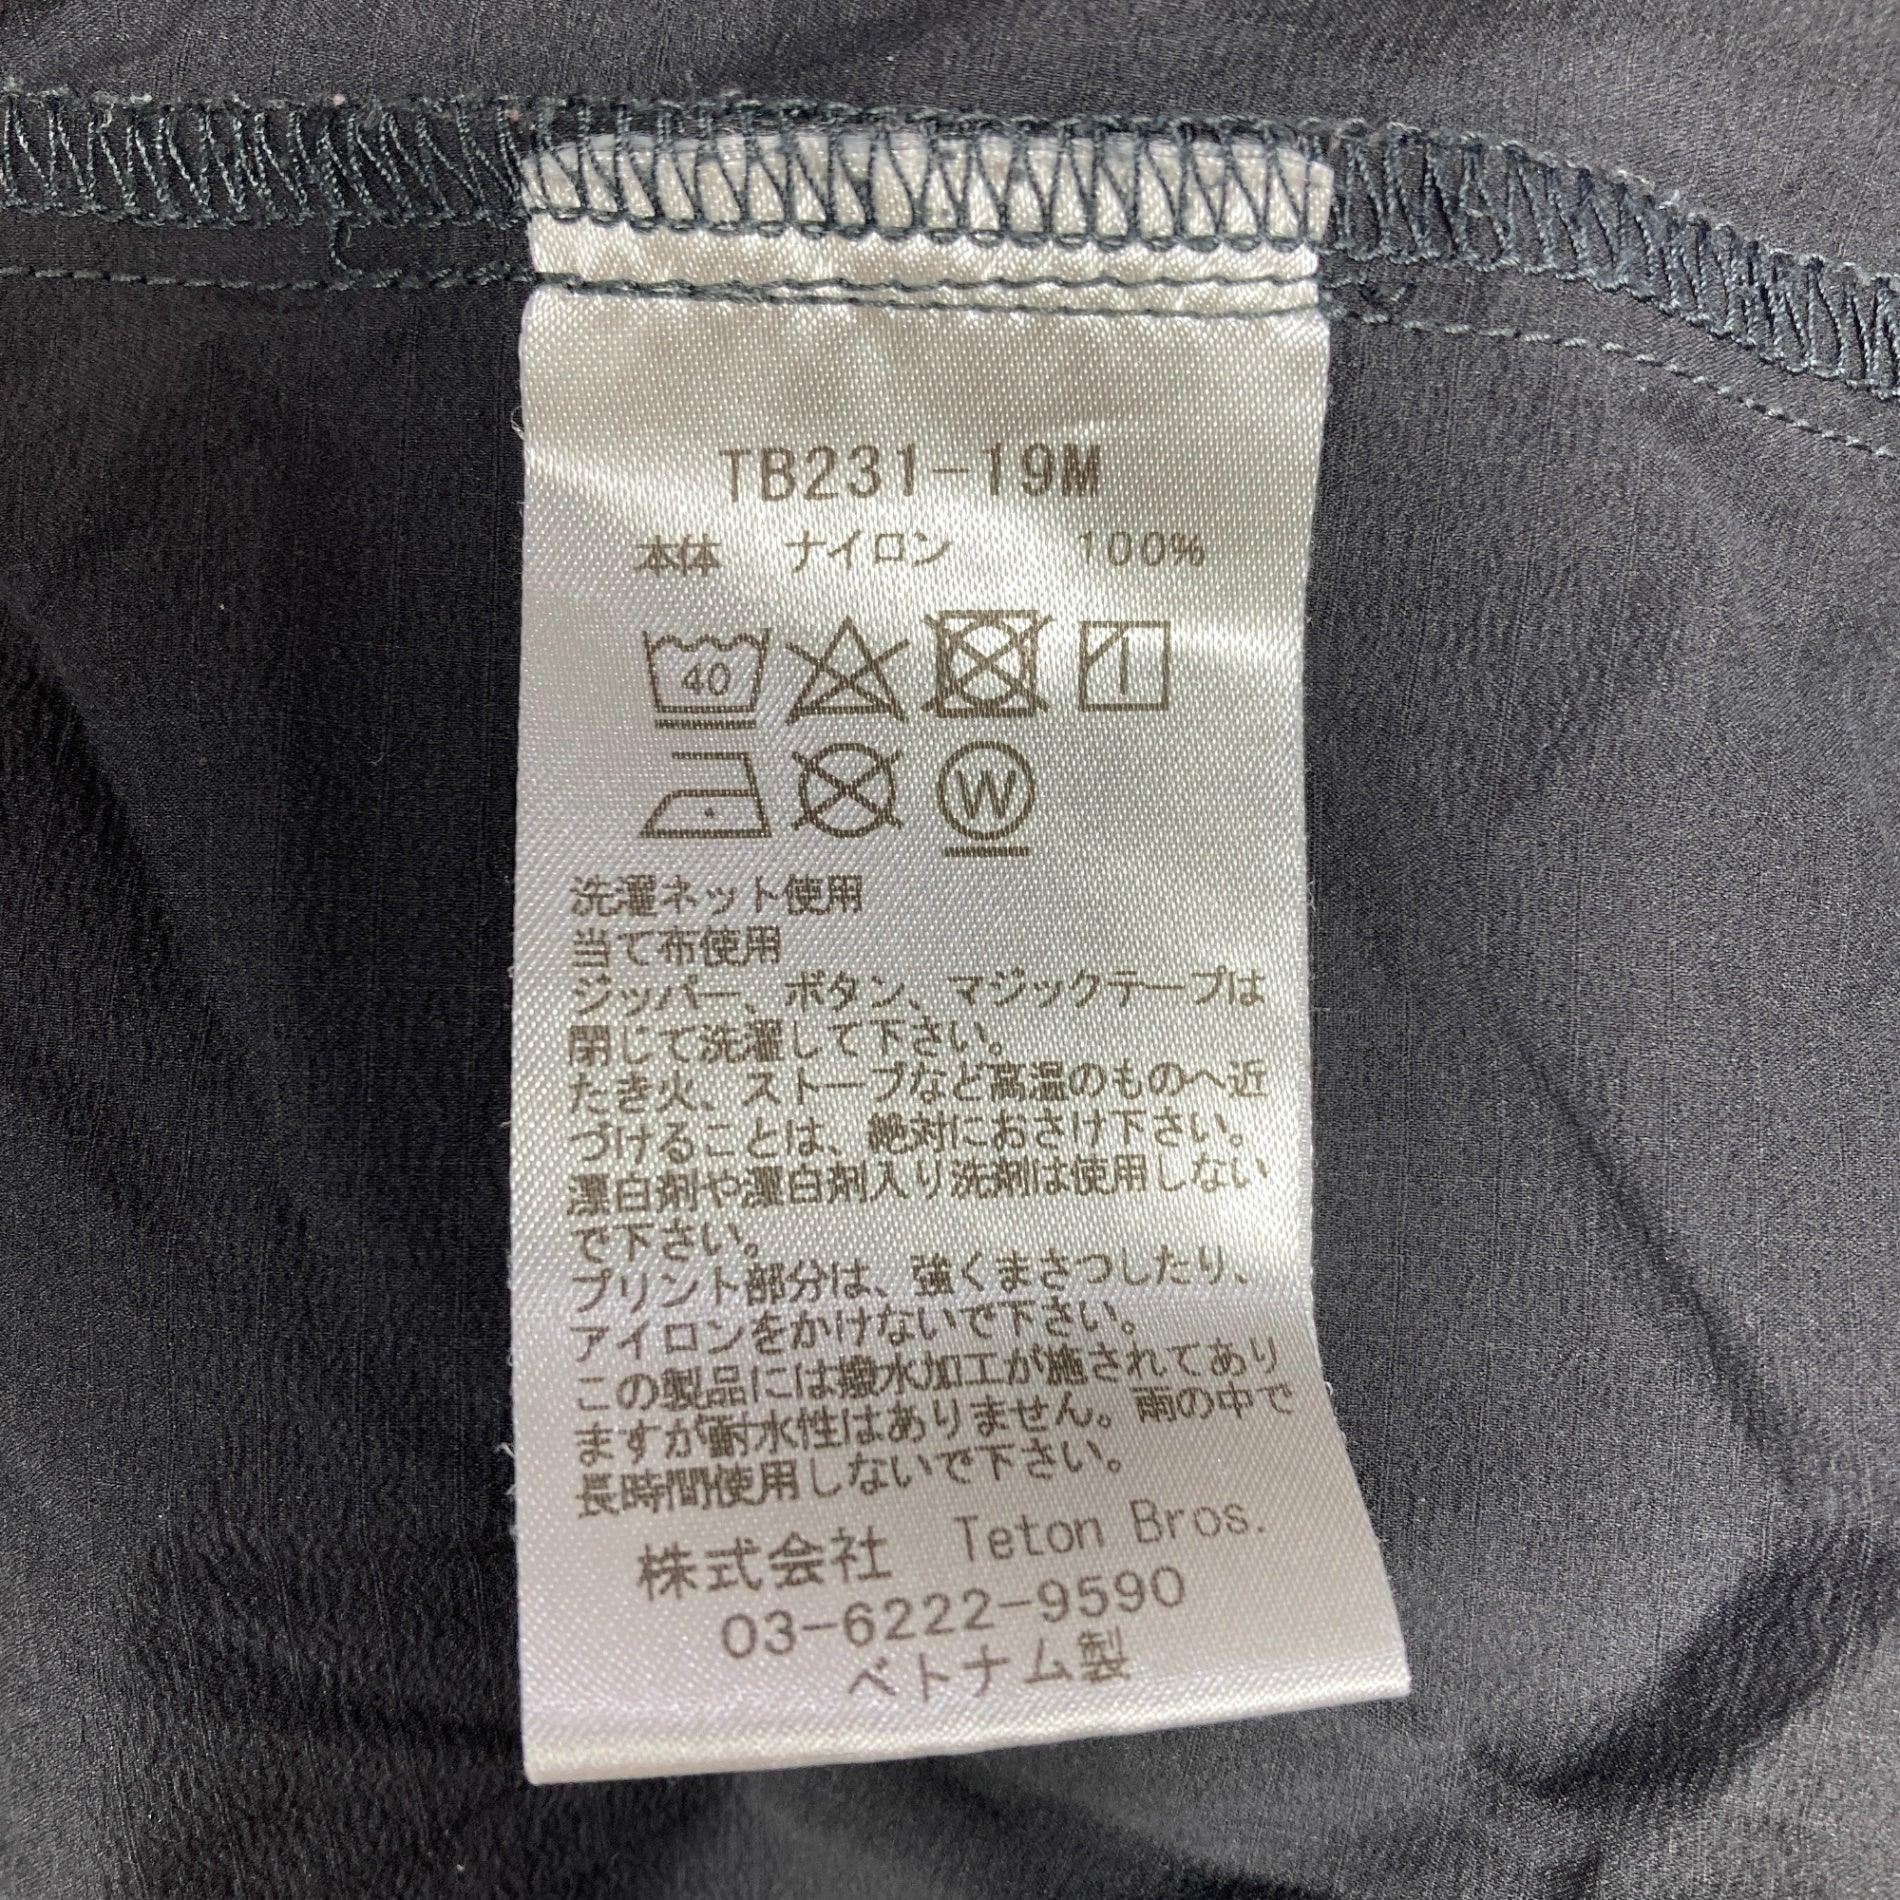 TB231-19M
本体 ナイロン 100%
40
W
洗濯ネット使用
当て布使用
ジッパー、ボタン、マジックテープは
閉じて洗濯して下さい。
たき火、ストーブなど高温のものへ近
づけることは、絶対におさけ下さい。
漂白剤や漂白剤入り洗剤は使用しない
で下さい。
プリント部分は、強くまさつしたり、
アイロンをかけないで下さい。
この製品には撥水加工が施されてあり
ますが耐水性はありません。雨の中で
長時間使用しないで下さい。
株式会社 Teton Bros.
03-6222-9590
ベトナム製